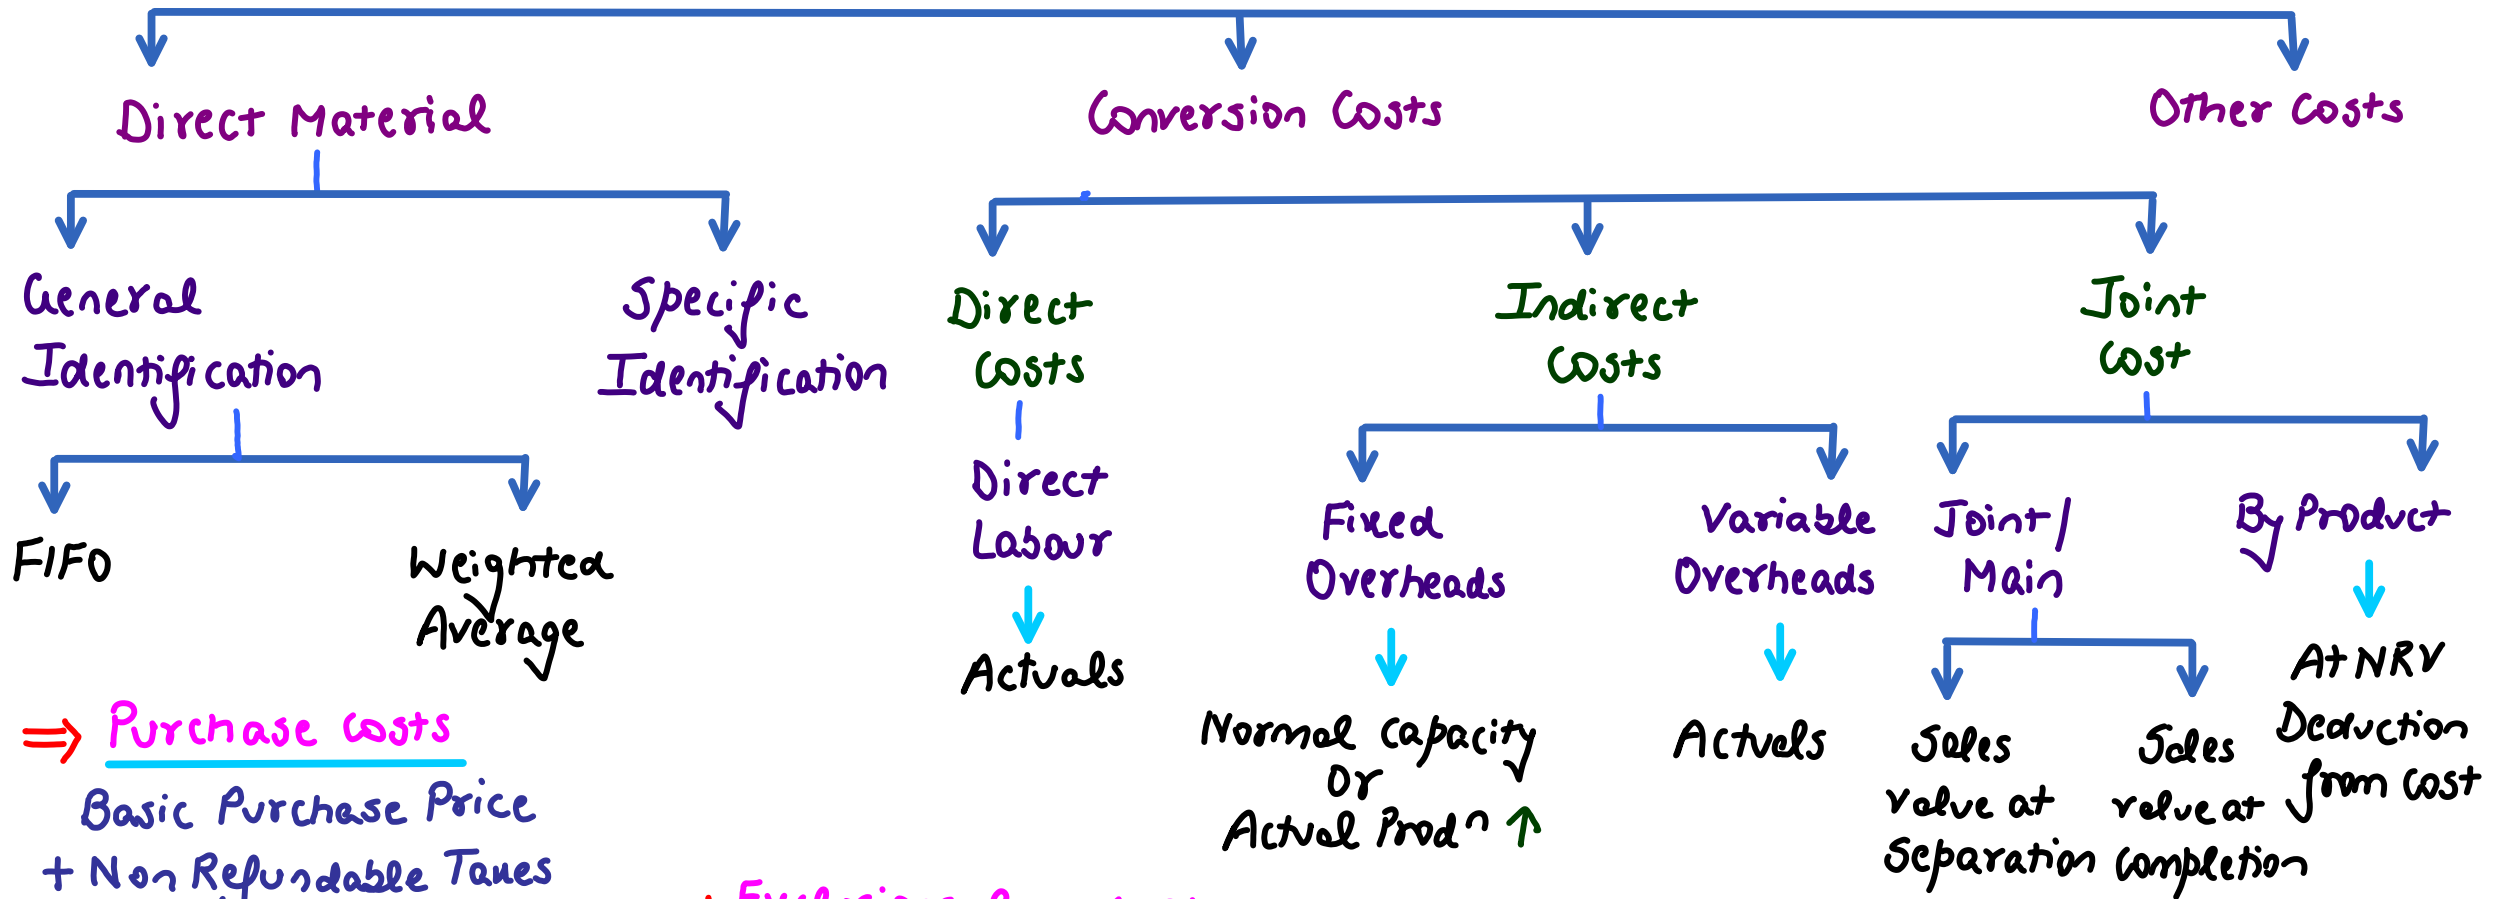 Direct Material
Conversion Costs
Other Costs
General
Identification
Specific
Identification
Direct
Costs
Indirect
Costs
Joint
Cost
FIFO
Weighted
Average
Direct
Labour
Actuals
Fixed
Overheads
Normal capacity
Or
Actual prodn ↑
Variable
Overheads
Actuals
Joint /
Main
By Product
At NRV
Deduction
from cost
Sales
value at
separation
Sales
value at
completion
⇒ Purchase costs
Basic Purchase Price
+ Non Refundable Taxes